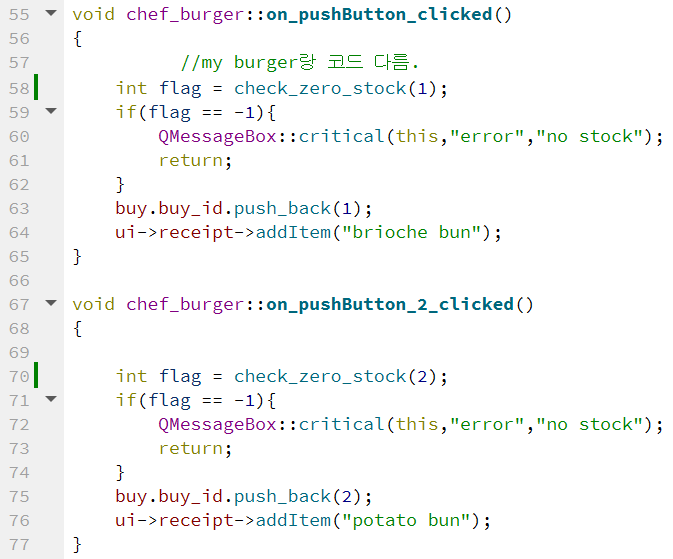 55 void chef_burger::on_pushButton_clicked()
56 {
57 //my burger랑 코드 다름.
58 int flag = check_zero_stock(1);
59 if(flag == -1){
60 QMessageBox::critical(this,"error","no stock");
61 return;
62 }
63 buy.buy_id.push_back(1);
64 ui->receipt->addItem("brioche bun");
65 }
66
67 void chef_burger::on_pushButton_2_clicked()
68 {
69
70 int flag = check_zero_stock(2);
71 if(flag == -1){
72 QMessageBox::critical(this,"error","no stock");
73 return;
74 }
75 buy.buy_id.push_back(2);
76 ui->receipt->addItem("potato bun");
77 }